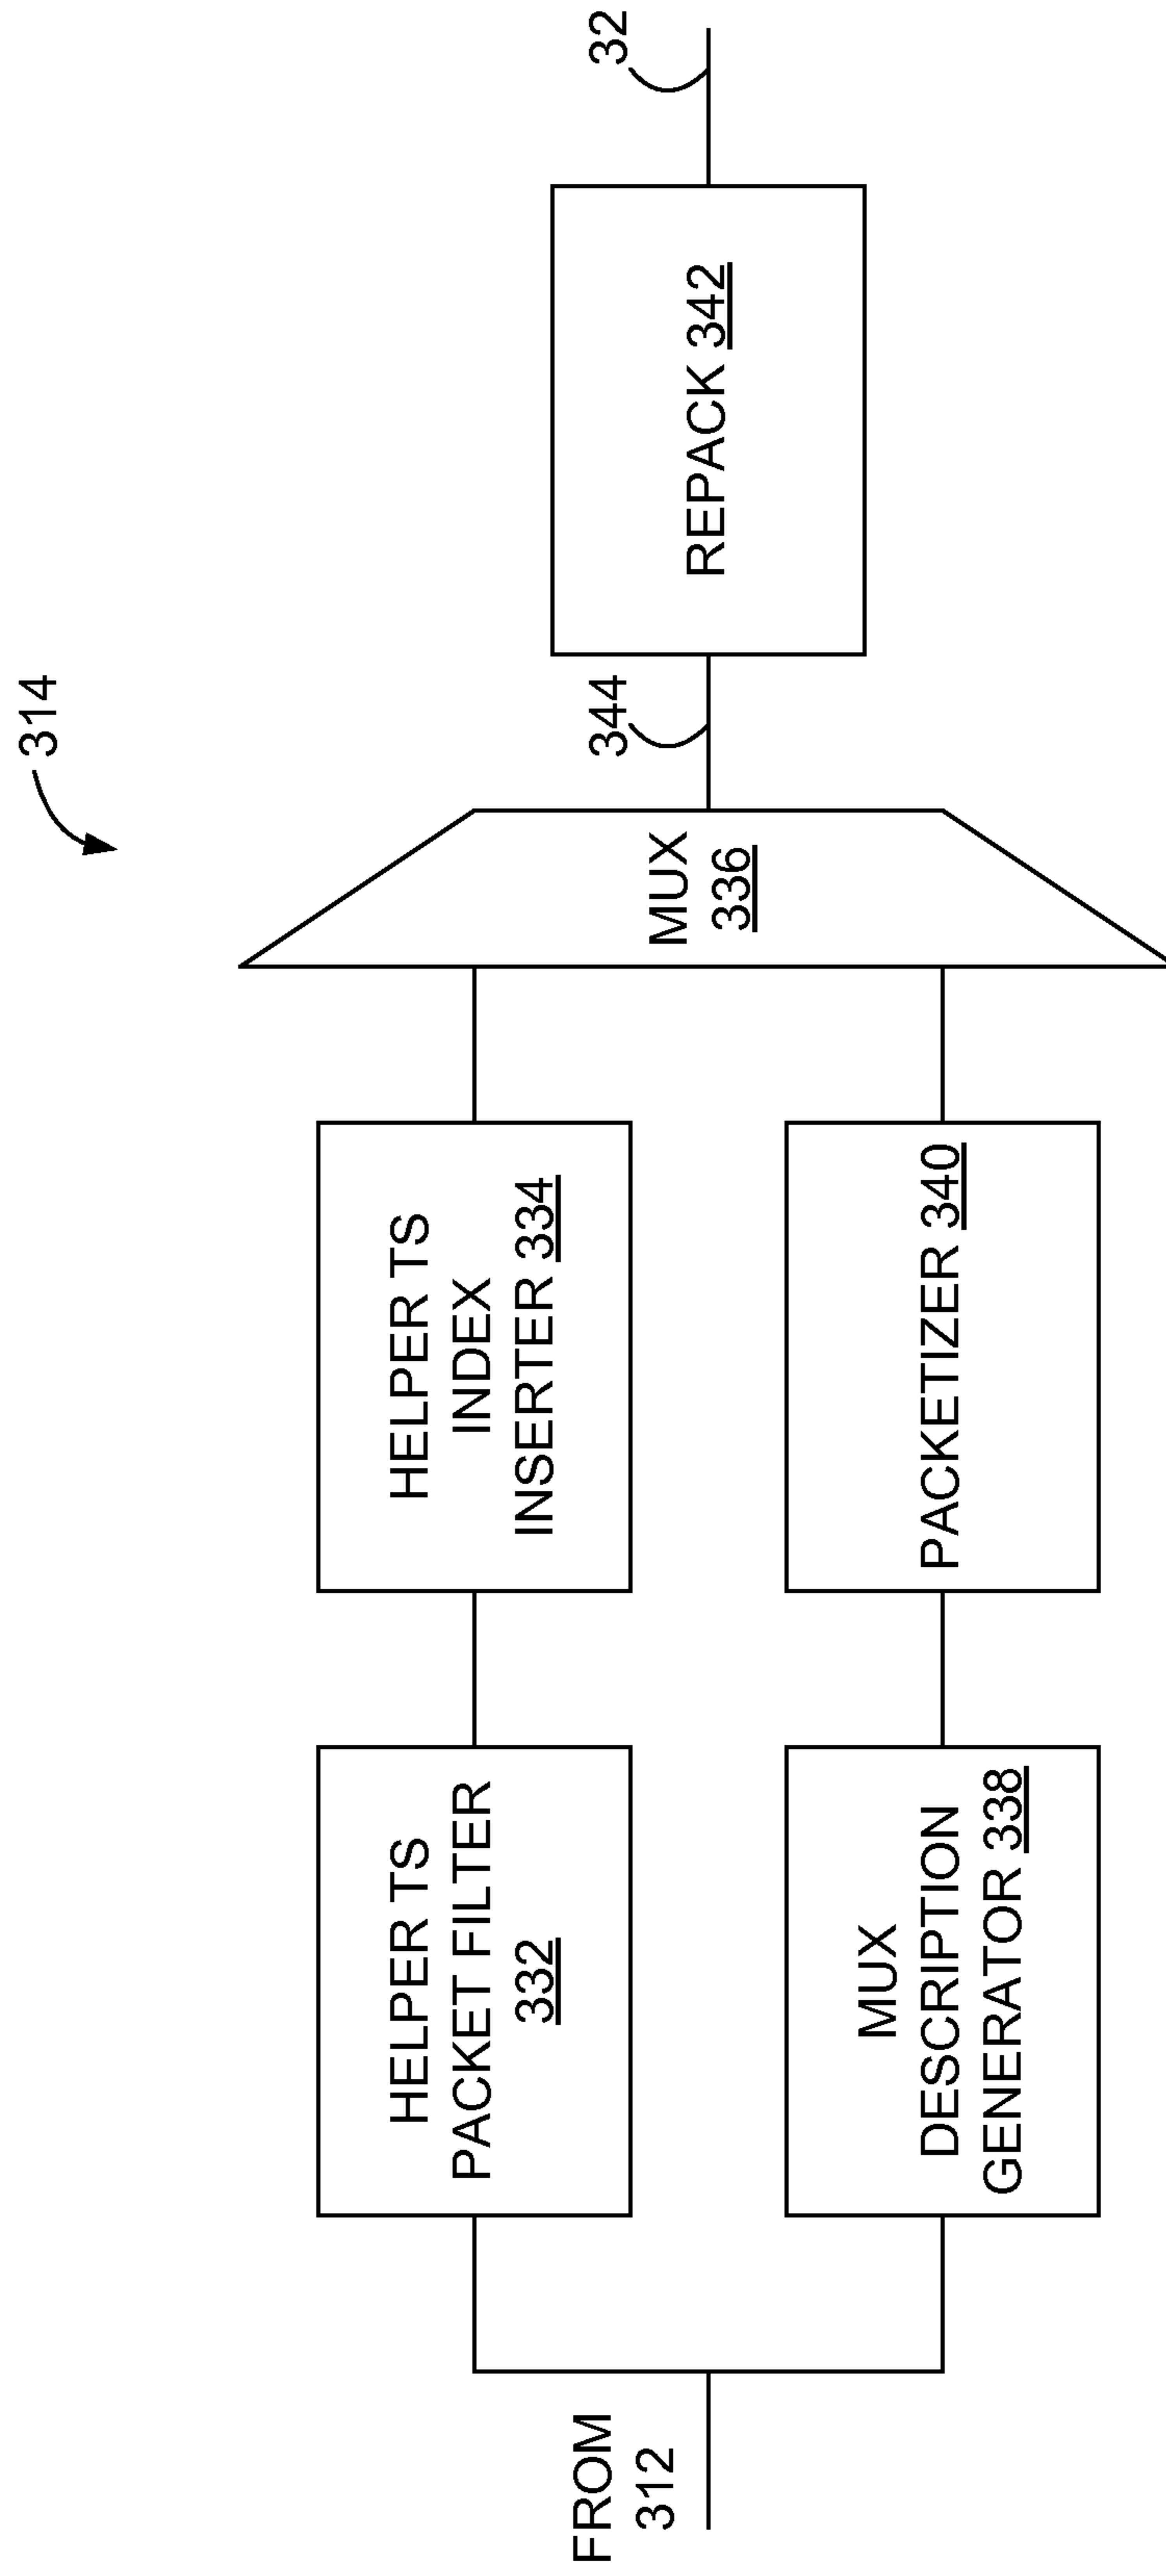 314
FROM
312
HELPER TS
PACKET FILTER
332
HELPER TS
INDEX
INSERTER 334
MUX
DESCRIPTION
GENERATOR 338
PACKETIZER 340
MUX
336
344
REPACK 342
32